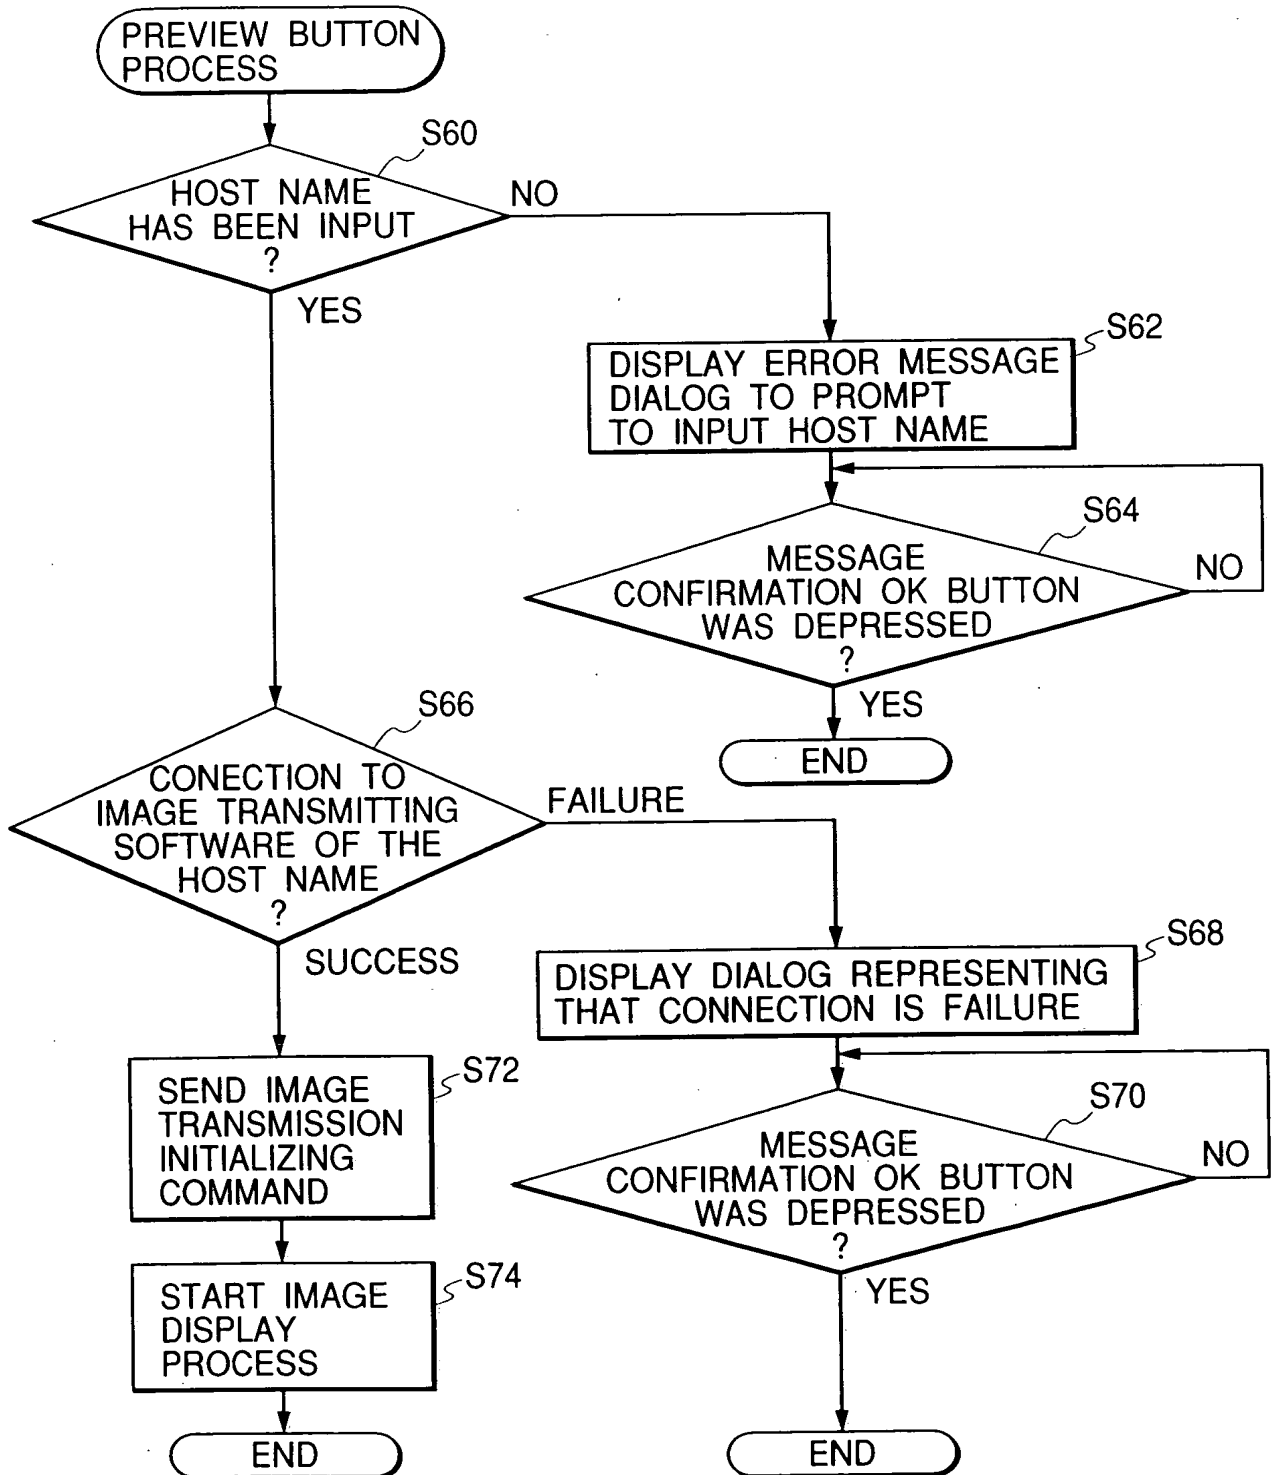 PREVIEW BUTTON
PROCESS
S60
HOST NAME
HAS BEEN INPUT
?
NO
YES
S62
DISPLAY ERROR MESSAGE
DIALOG TO PROMPT
TO INPUT HOST NAME
S64
MESSAGE
CONFIRMATION OK BUTTON
WAS DEPRESSED
?
NO
YES
END
S66
CONECTION TO
IMAGE TRANSMITTING
SOFTWARE OF THE
HOST NAME
?
FAILURE
SUCCESS
S68
DISPLAY DIALOG REPRESENTING
THAT CONNECTION IS FAILURE
S70
MESSAGE
CONFIRMATION OK BUTTON
WAS DEPRESSED
?
NO
YES
END
S72
SEND IMAGE
TRANSMISSION
INITIALIZING
COMMAND
S74
START IMAGE
DISPLAY
PROCESS
END